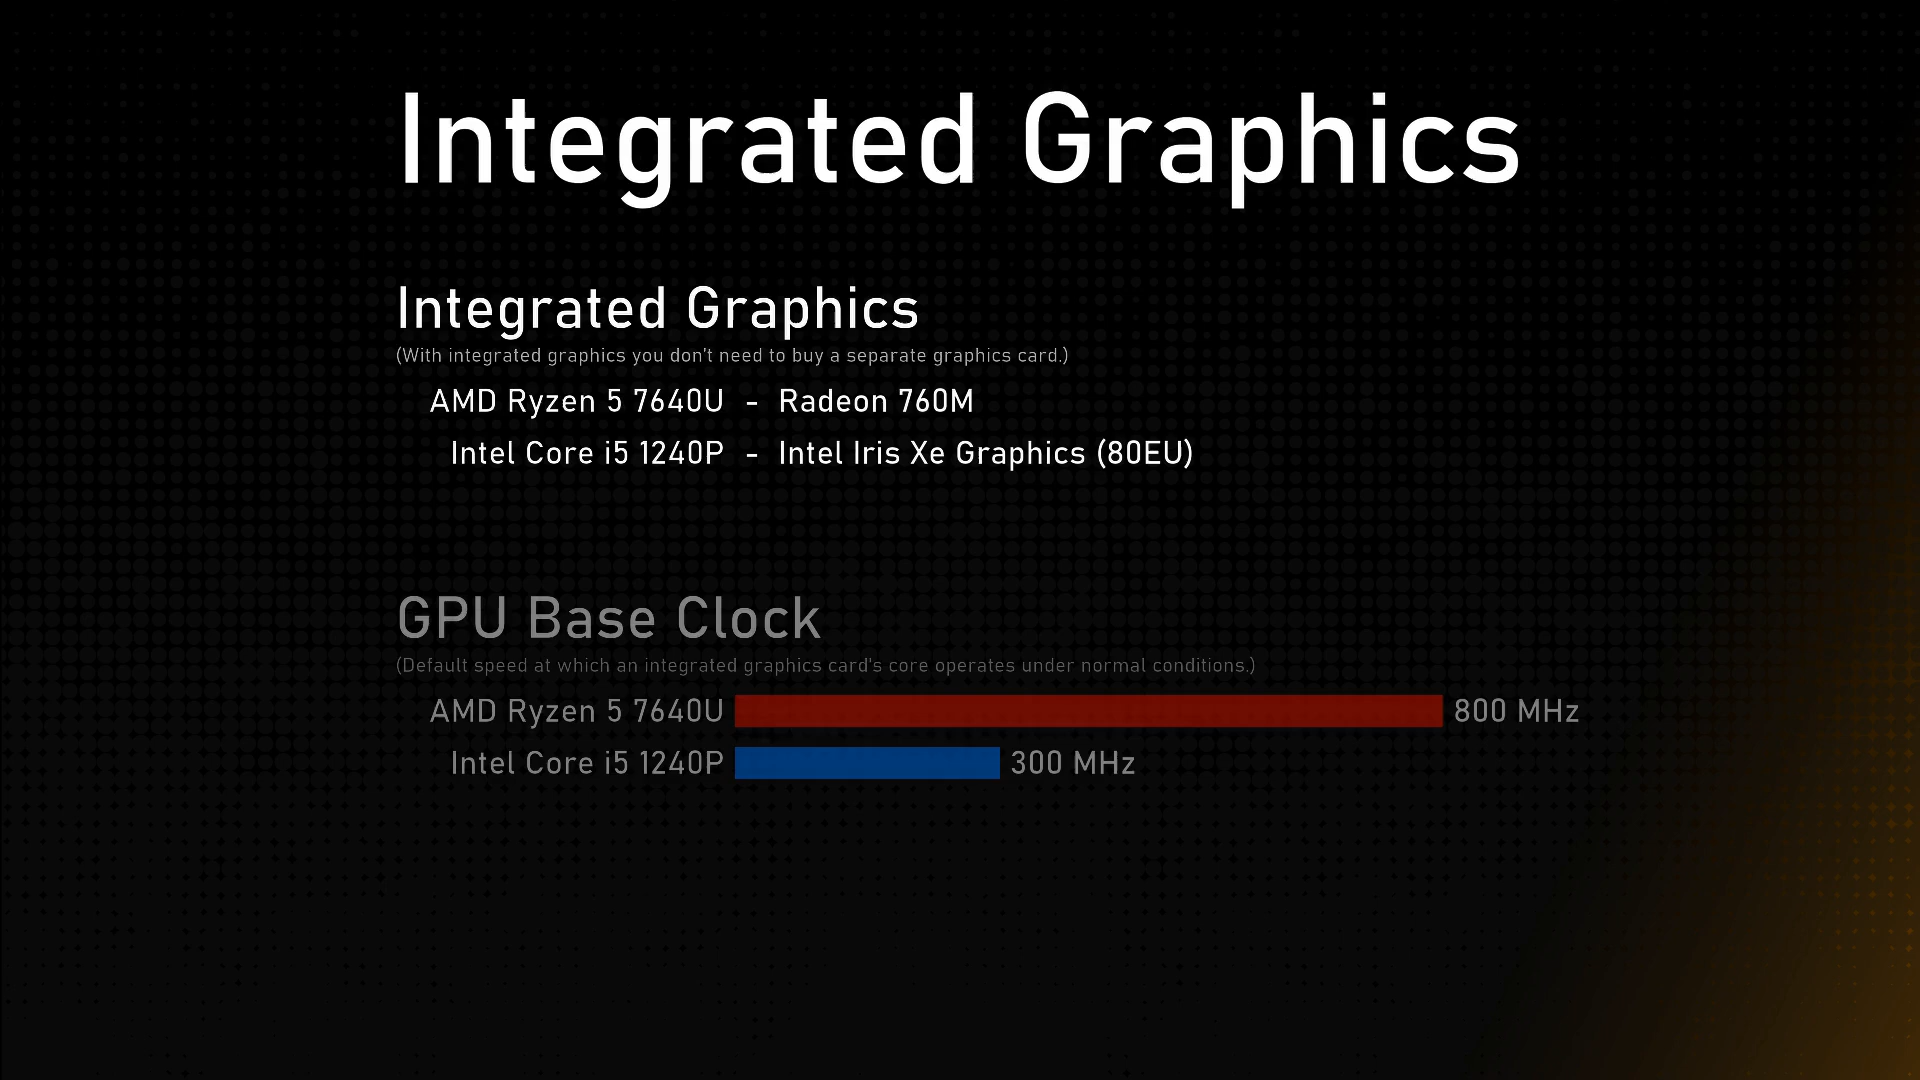 Integrated Graphics
Integrated Graphics
(With integrated graphics you don't need to buy a separate graphics card.)
AMD Ryzen 5 7640U - Radeon 760M
Intel Core i5 1240P - Intel Iris Xe Graphics (80EU)
GPU Base Clock
(Default speed at which an integrated graphics card's core operates under normal conditions.)
AMD Ryzen 5 7640U 800 MHz
Intel Core i5 1240P 300 MHz